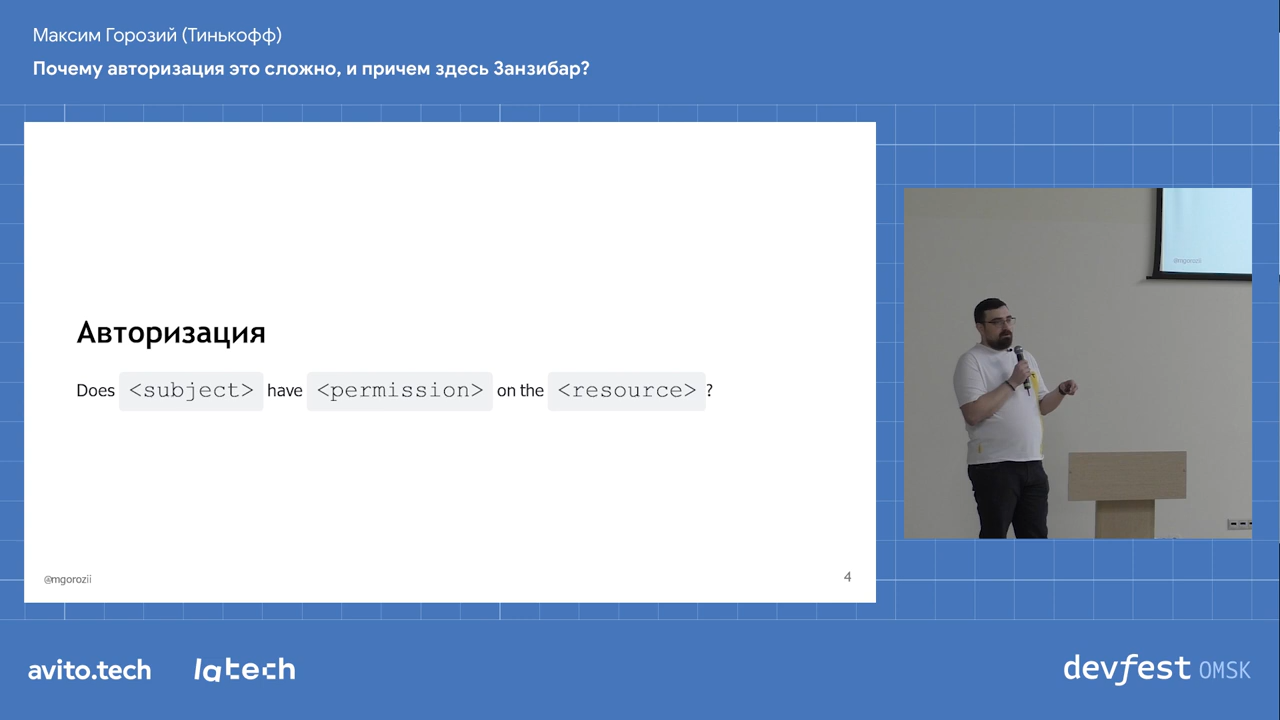 Максим Горозий (Тинькофф)
Почему авторизация это сложно, и причем здесь Занзибар?
Авторизация
Does <subject> have <permission> on the <resource>?
@mgorozii
4
@mgorozii
avito.tech
latech
devfest OMSK